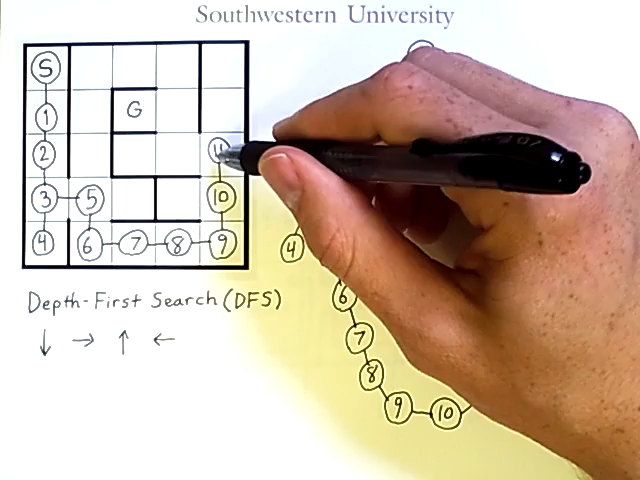 Southwestern University
S
1 G
2 11
3 5 10
4 6 7 8 9
4
6
7
8
9 10
Depth-First Search (DFS)
↓ → ↑ ←